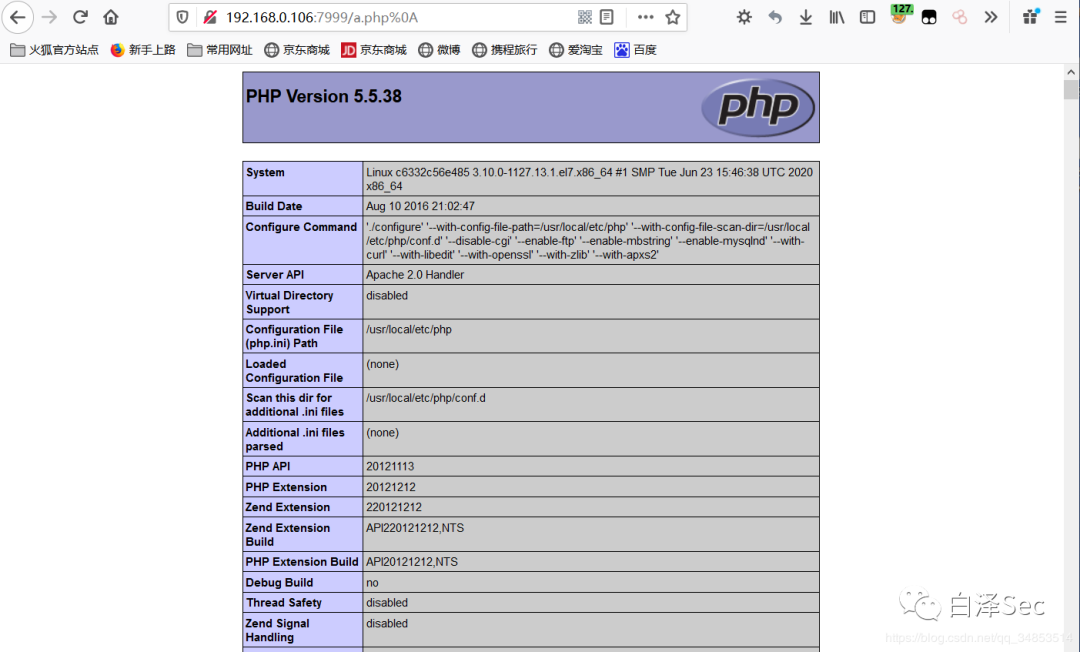 192.168.0.106:7999/a.php%0A
127.
火狐官方站点 新手上路 常用网址 京东商城 JD 京东商城 微博 携程旅行 爱淘宝 百度
PHP Version 5.5.38
php
System Linux c6332c56e485 3.10.0-1127.13.1.el7.x86_64 #1 SMP Tue Jun 23 15:46:38 UTC 2020
x86_64
Build Date Aug 10 2016 21:02:47
Configure Command './configure' '--with-config-file-path=/usr/local/etc/php' '--with-config-file-scan-dir=/usr/local
/etc/php/conf.d' '--disable-cgi' '--enable-ftp' '--enable-mbstring' '--enable-mysqlnd' '--with-
curl' '--with-libedit' '--with-openssl' '--with-zlib' '--with-apxs2'
Server API Apache 2.0 Handler
Virtual Directory disabled
Support
Configuration File /usr/local/etc/php
(php.ini) Path
Loaded (none)
Configuration File
Scan this dir for /usr/local/etc/php/conf.d
additional .ini files
Additional .ini files (none)
parsed
PHP API 20121113
PHP Extension 20121212
Zend Extension 220121212
Zend Extension API220121212,NTS
Build
PHP Extension Build API20121212,NTS
Debug Build no
Thread Safety disabled
Zend Signal disabled
Handling
白泽Sec
https://blog.csdn.net/qq_34853514